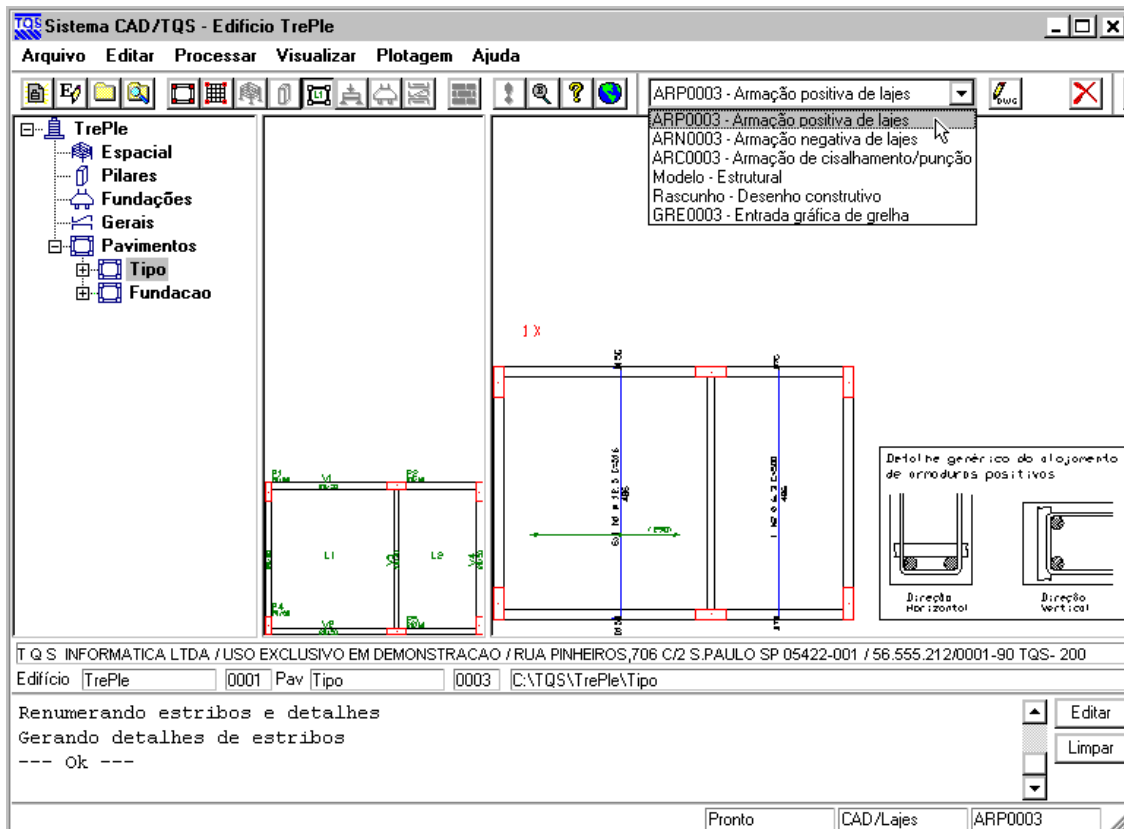 Sistema CAD/TQS - Edificio TrePle
Arquivo Editar Processar Visualizar Plotagem Ajuda
ARP0003 - Armação positiva de lajes
DWG
ARP0003 - Armação positiva de lajes
ARN0003 - Armação negativa de lajes
ARC0003 - Armação de cisalhamento/punção
Modelo - Estrutural
Rascunho - Desenho construtivo
GRE0003 - Entrada gráfica de grelha
TrePle
Espacial
Pilares
Fundações
Gerais
Pavimentos
Tipo
Fundacao
P1
V1
L1
L2
P4
1 X
Detalhe genérico do alojamento
de armaduras positivas
Direção
Horizontal
Direção
Vertical
T Q S INFORMATICA LTDA / USO EXCLUSIVO EM DEMONSTRACAO / RUA PINHEIROS,706 C/2 S.PAULO SP 05422-001 / 56.555.212/0001-90 TQS- 200
Edifício TrePle 0001 Pav Tipo 0003 C:\TQS\TrePle\Tipo
Renumerando estribos e detalhes
Gerando detalhes de estribos
--- Ok ---
Editar
Limpar
Pronto CAD/Lajes ARP0003